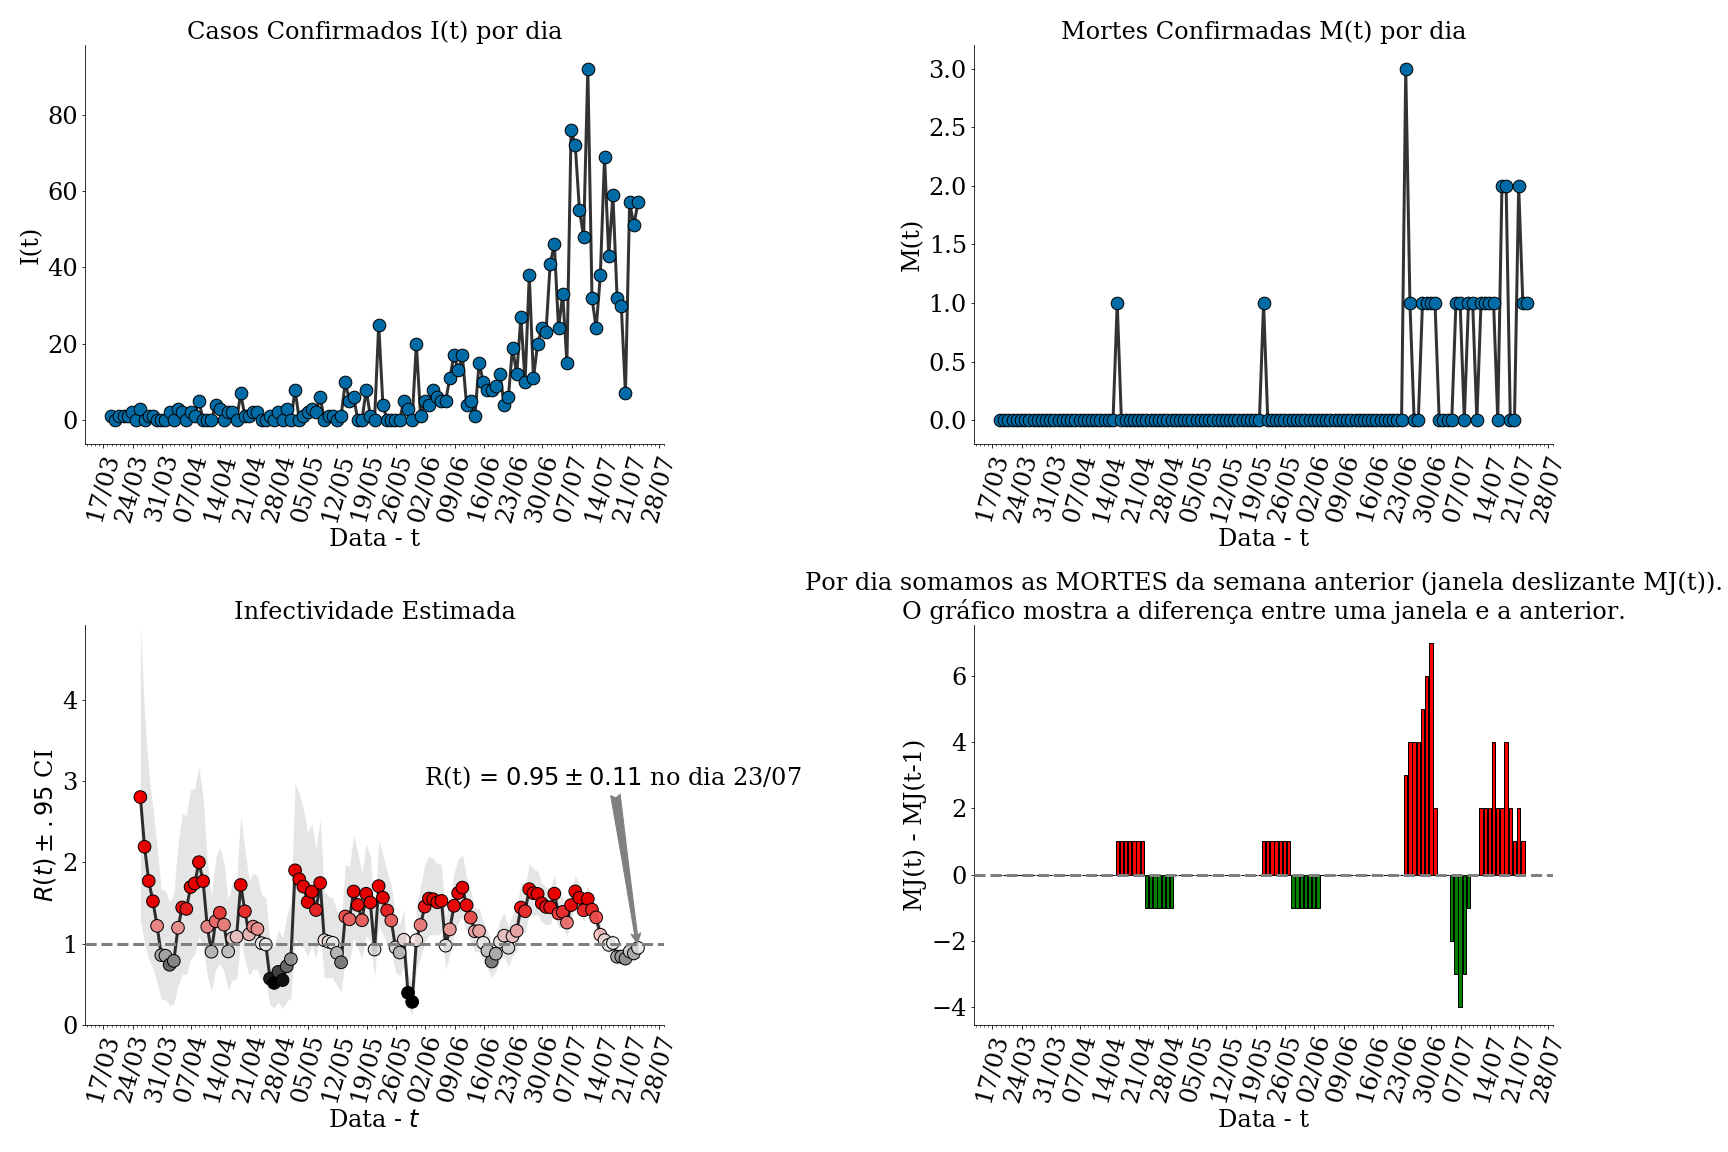 Casos Confirmados I(t) por dia
I(t)
80
60
40
20
0
17/03 24/03 31/03 07/04 14/04 21/04 28/04 05/05 12/05 19/05 26/05 02/06 09/06 16/06 23/06 30/06 07/07 14/07 21/07 28/07
Data - t
Mortes Confirmadas M(t) por dia
M(t)
3.0
2.5
2.0
1.5
1.0
0.5
0.0
17/03 24/03 31/03 07/04 14/04 21/04 28/04 05/05 12/05 19/05 26/05 02/06 09/06 16/06 23/06 30/06 07/07 14/07 21/07 28/07
Data - t
Infectividade Estimada
R(t) ± .95 CI
4
3
2
1
0
R(t) = 0.95 ± 0.11 no dia 23/07
17/03 24/03 31/03 07/04 14/04 21/04 28/04 05/05 12/05 19/05 26/05 02/06 09/06 16/06 23/06 30/06 07/07 14/07 21/07 28/07
Data - t
Por dia somamos as MORTES da semana anterior (janela deslizante MJ(t)).
O gráfico mostra a diferença entre uma janela e a anterior.
MJ(t) - MJ(t-1)
6
4
2
0
−2
−4
17/03 24/03 31/03 07/04 14/04 21/04 28/04 05/05 12/05 19/05 26/05 02/06 09/06 16/06 23/06 30/06 07/07 14/07 21/07 28/07
Data - t